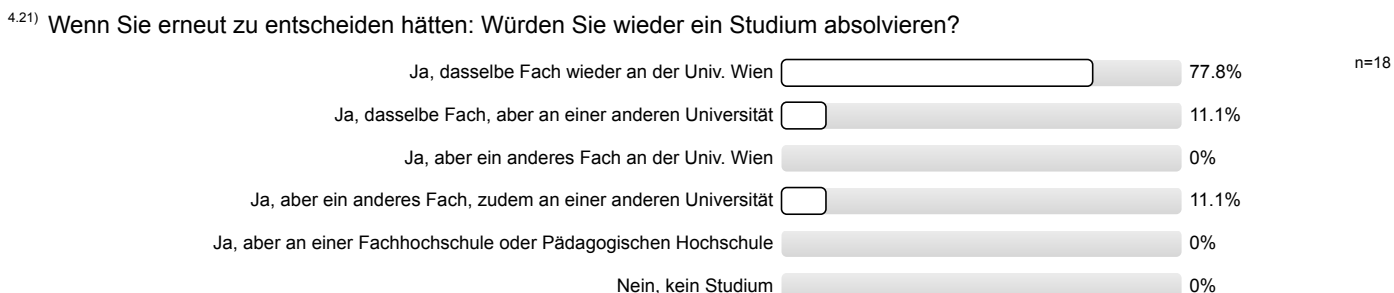 4.21) Wenn Sie erneut zu entscheiden hätten: Würden Sie wieder ein Studium absolvieren?
Ja, dasselbe Fach wieder an der Univ. Wien 77.8% n=18
Ja, dasselbe Fach, aber an einer anderen Universität 11.1%
Ja, aber ein anderes Fach an der Univ. Wien 0%
Ja, aber ein anderes Fach, zudem an einer anderen Universität 11.1%
Ja, aber an einer Fachhochschule oder Pädagogischen Hochschule 0%
Nein, kein Studium 0%